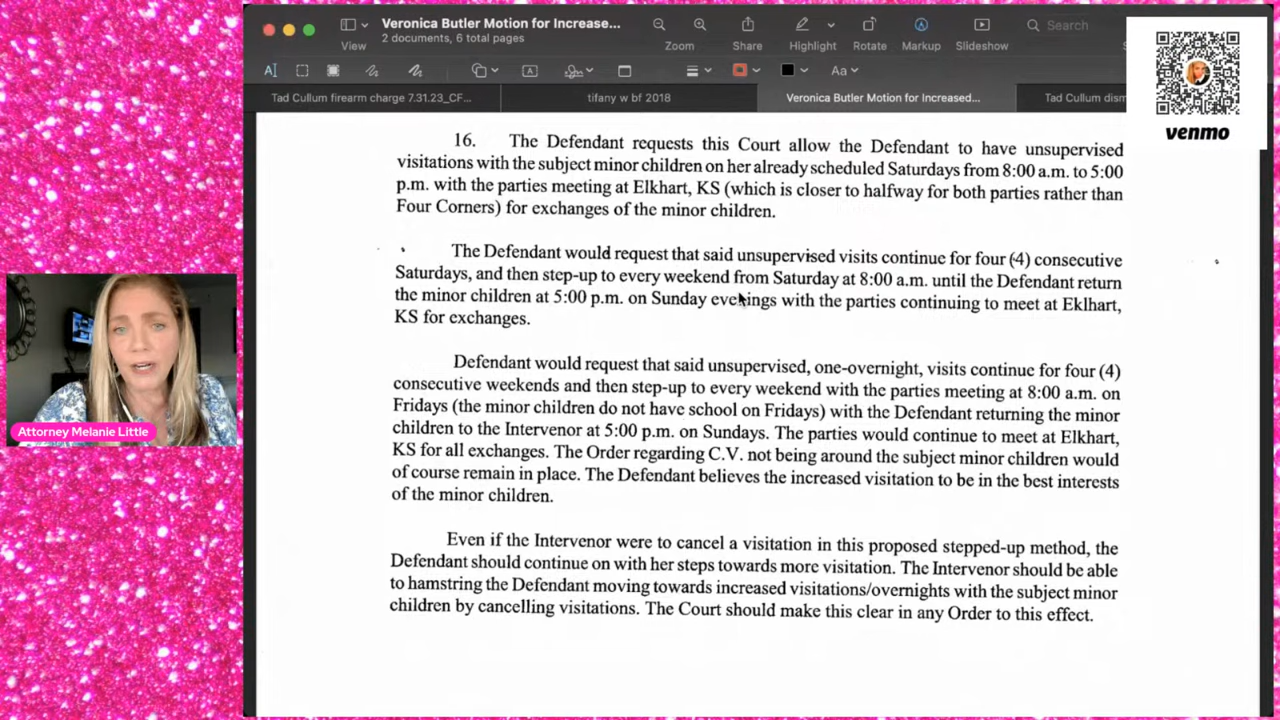 Veronica Butler Motion for Increase...
2 documents, 6 total pages
View
Zoom
Share
Highlight
Rotate
Markup
Slideshow
Search
Aa
Tad Cullum firearm charge 7.31.23_CF...
tifany w bf 2018
Veronica Butler Motion for Increased...
Tad Cullum dism
venmo
16. The Defendant requests this Court allow the Defendant to have unsupervised
visitations with the subject minor children on her already scheduled Saturdays from 8:00 a.m. to 5:00
p.m. with the parties meeting at Elkhart, KS (which is closer to halfway for both parties rather than
Four Corners) for exchanges of the minor children.
The Defendant would request that said unsupervised visits continue for four (4) consecutive
Saturdays, and then step-up to every weekend from Saturday at 8:00 a.m. until the Defendant return
the minor children at 5:00 p.m. on Sunday evenings with the parties continuing to meet at Eklhart,
KS for exchanges.
Defendant would request that said unsupervised, one-overnight, visits continue for four (4)
consecutive weekends and then step-up to every weekend with the parties meeting at 8:00 a.m. on
Fridays (the minor children do not have school on Fridays) with the Defendant returning the minor
children to the Intervenor at 5:00 p.m. on Sundays. The parties would continue to meet at Elkhart,
KS for all exchanges. The Order regarding C.V. not being around the subject minor children would
of course remain in place. The Defendant believes the increased visitation to be in the best interests
of the minor children.
Even if the Intervenor were to cancel a visitation in this proposed stepped-up method, the
Defendant should continue on with her steps towards more visitation. The Intervenor should be able
to hamstring the Defendant moving towards increased visitations/overnights with the subject minor
children by cancelling visitations. The Court should make this clear in any Order to this effect.
Attorney Melanie Little